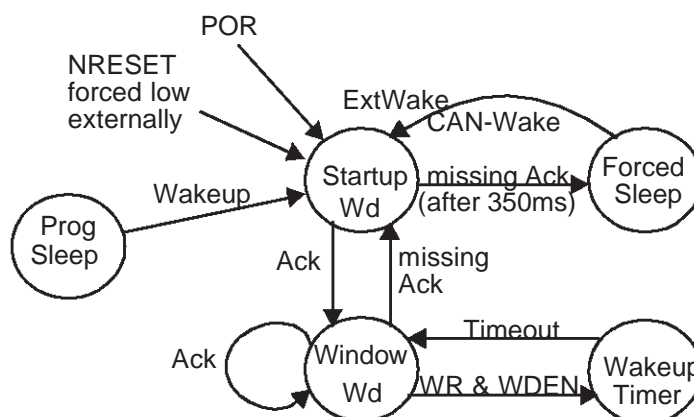 POR
NRESET
forced low
externally
ExtWake
CAN-Wake
Startup
Wd
missing Ack
(after 350ms)
Forced
Sleep
Wakeup
Prog
Sleep
Ack
missing
Ack
Ack
Window
Wd
Timeout
WR & WDEN
Wakeup
Timer